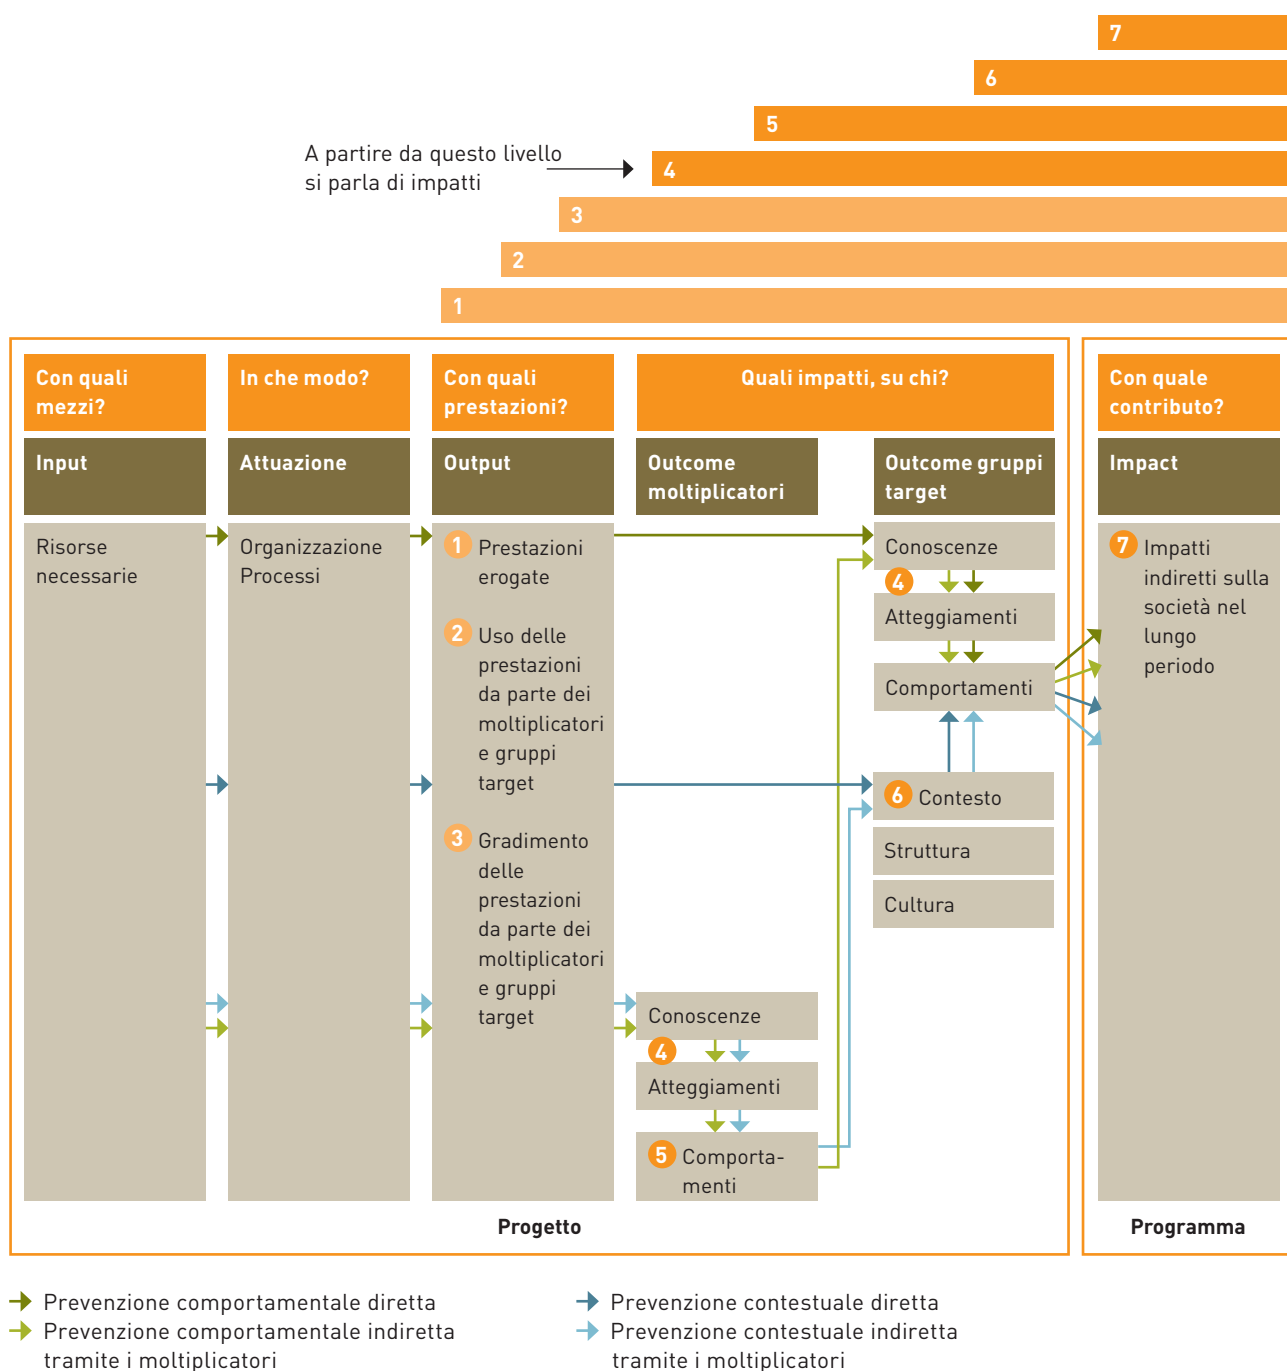 7
6
5
A partire da questo livello
si parla di impatti
4
3
2
1
Con quali
mezzi?
In che modo?
Con quali
prestazioni?
Quali impatti, su chi?
Con quale
contributo?
Input
Attuazione
Output
Outcome
moltiplicatori
Outcome gruppi
target
Impact
Risorse
necessarie
Organizzazione
Processi
1 Prestazioni
erogate
2 Uso delle
prestazioni
da parte dei
moltiplicatori
e gruppi
target
3 Gradimento
delle
prestazioni
da parte dei
moltiplicatori
e gruppi
target
Conoscenze
4
Atteggiamenti
5 Comporta-
menti
Conoscenze
4
Atteggiamenti
Comportamenti
6 Contesto
Struttura
Cultura
7 Impatti
indiretti sulla
società nel
lungo
periodo
Progetto
Programma
Prevenzione comportamentale diretta
Prevenzione comportamentale indiretta
tramite i moltiplicatori
Prevenzione contestuale diretta
Prevenzione contestuale indiretta
tramite i moltiplicatori